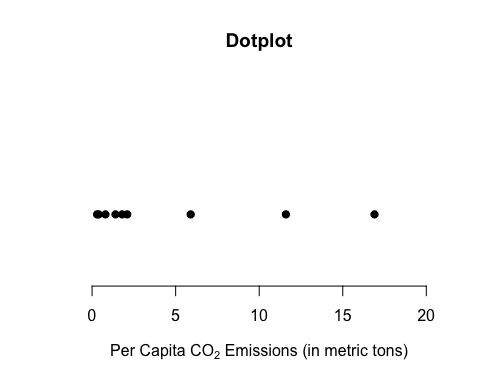 Dotplot
0 5 10 15 20
Per Capita CO₂ Emissions (in metric tons)